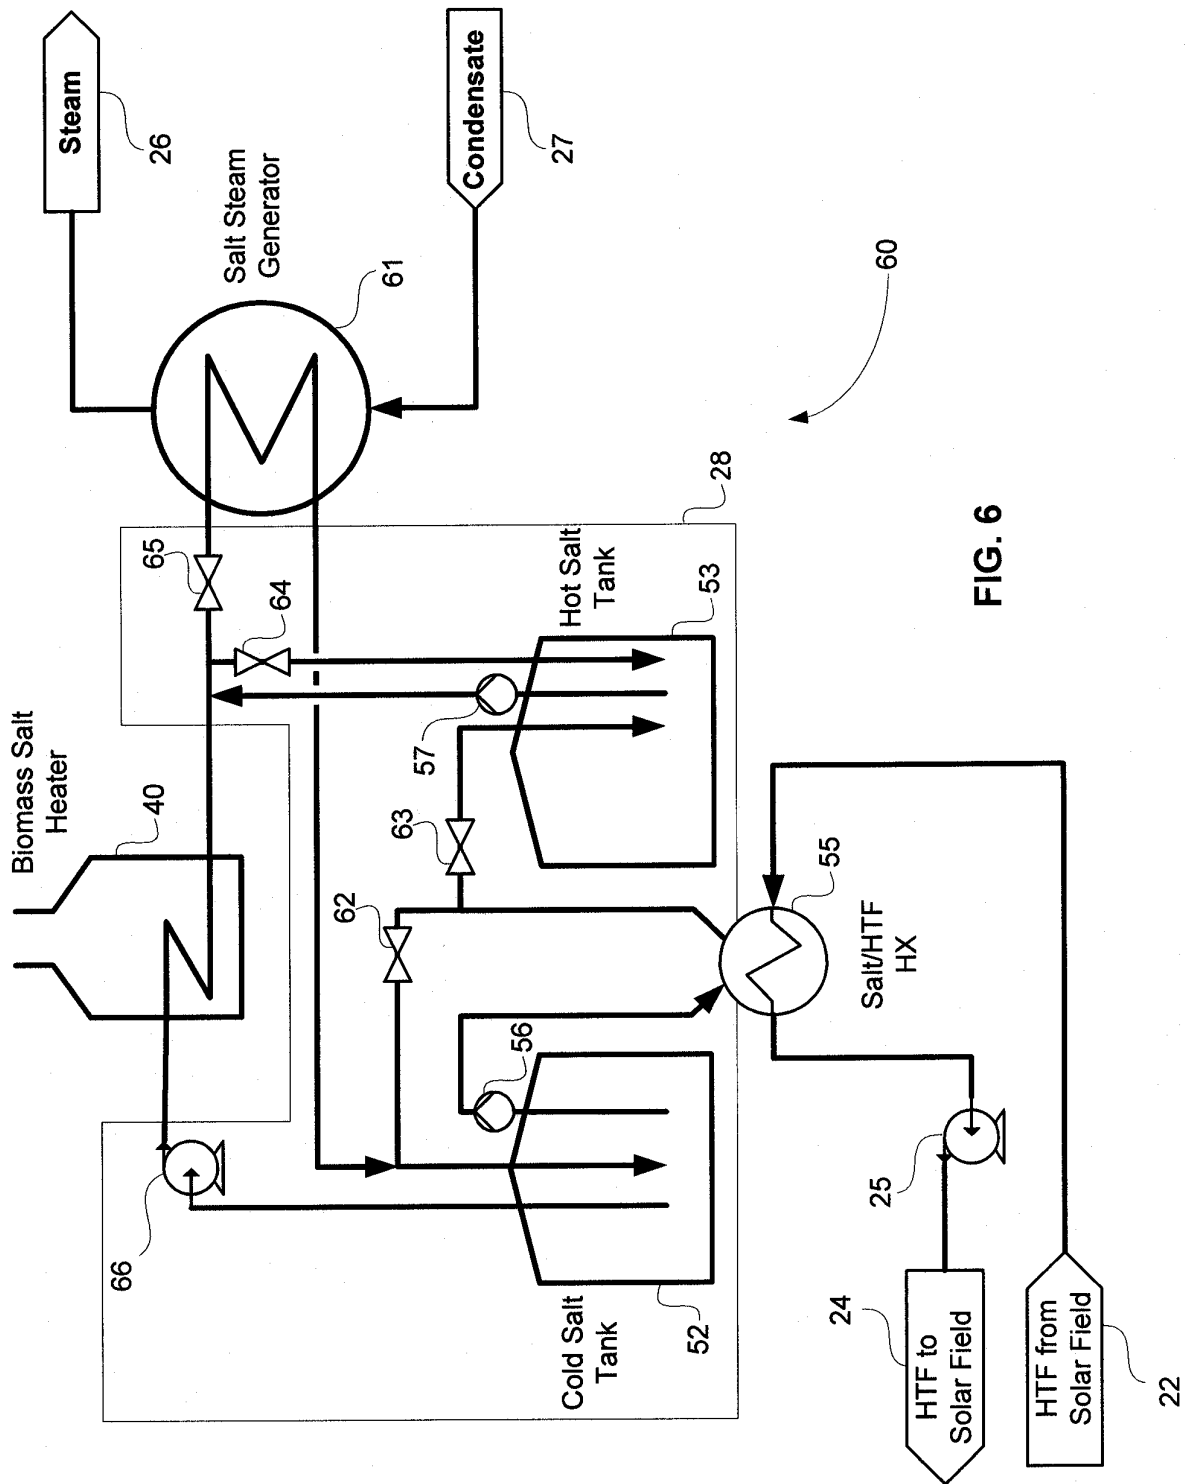 Steam
26
Condensate
27
Salt Steam
Generator
61
60
28
65
64
Hot Salt
Tank
53
57
FIG. 6
Biomass Salt
Heater
40
63
62
55
Salt/HTF
HX
56
66
Cold Salt
Tank
52
25
24
HTF to
Solar Field
HTF from
Solar Field
22